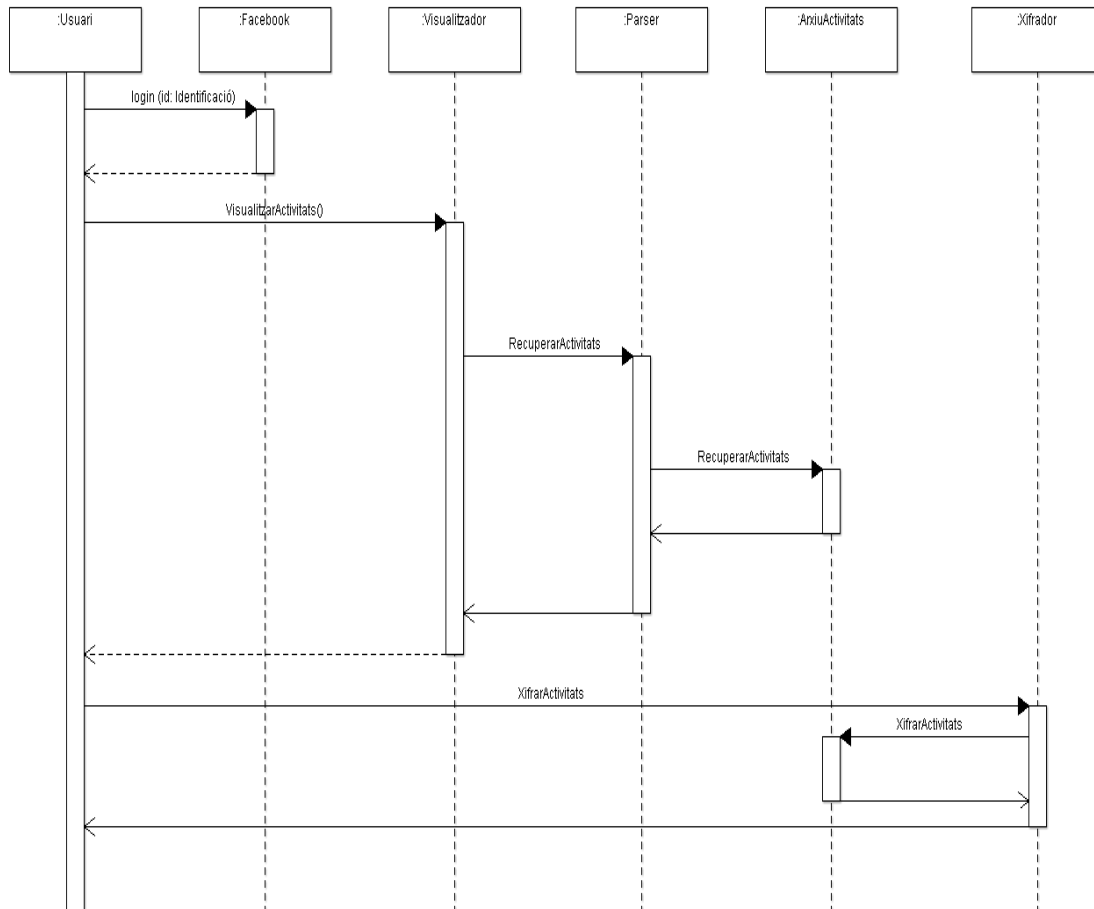 :Usuari
:Facebook
:Visualitzador
:Parser
:ArxiuActivitats
:Xifrador
login (id: Identificació)
VisualitzarActivitats()
RecuperarActivitats
RecuperarActivitats
XifrarActivitats
XifrarActivitats